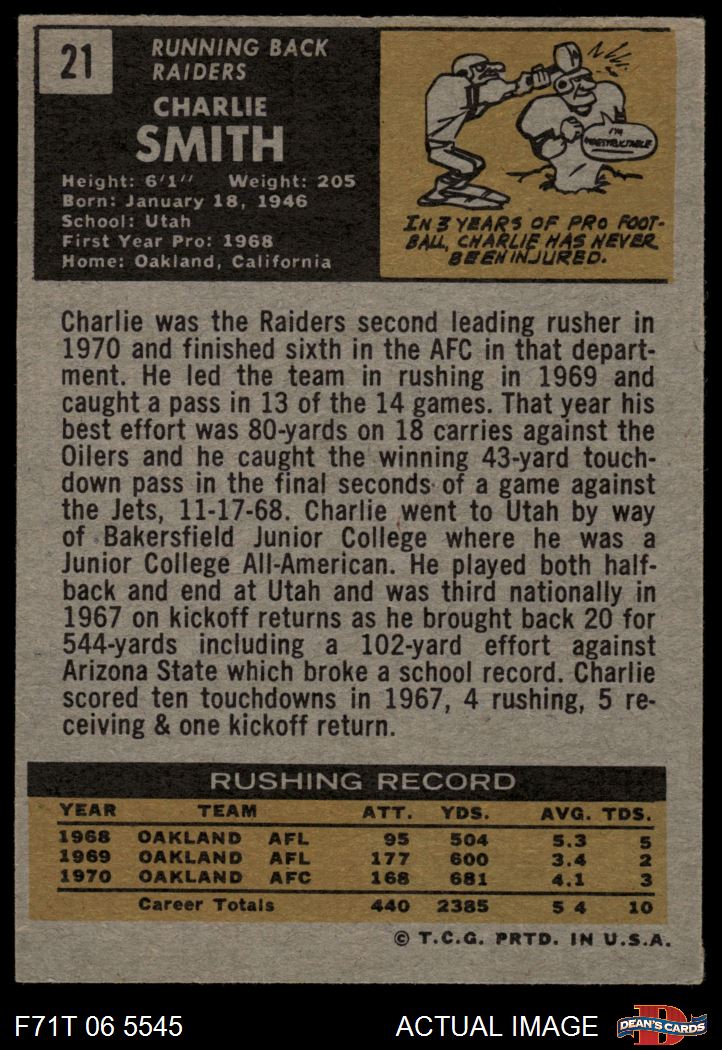 21
RUNNING BACK
RAIDERS
CHARLIE
SMITH
Height: 6'1'' Weight: 205
Born: January 18, 1946
School: Utah
First Year Pro: 1968
Home: Oakland, California
I'M
INDESTRUCTABLE
IN 3 YEARS OF PRO FOOT-
BALL, CHARLIE HAS NEVER
BEEN INJURED.
Charlie was the Raiders second leading rusher in
1970 and finished sixth in the AFC in that depart-
ment. He led the team in rushing in 1969 and
caught a pass in 13 of the 14 games. That year his
best effort was 80-yards on 18 carries against the
Oilers and he caught the winning 43-yard touch-
down pass in the final seconds of a game against
the Jets, 11-17-68. Charlie went to Utah by way
of Bakersfield Junior College where he was a
Junior College All-American. He played both half-
back and end at Utah and was third nationally in
1967 on kickoff returns as he brought back 20 for
544-yards including a 102-yard effort against
Arizona State which broke a school record. Charlie
scored ten touchdowns in 1967, 4 rushing, 5 re-
ceiving & one kickoff return.
RUSHING RECORD
YEAR TEAM ATT. YDS. AVG. TDS.
1968 OAKLAND AFL 95 504 5.3 5
1969 OAKLAND AFL 177 600 3.4 2
1970 OAKLAND AFC 168 681 4.1 3
Career Totals 440 2385 5 4 10
© T.C.G. PRTD. IN U.S.A.
F71T 06 5545 ACTUAL IMAGE DEAN'S CARDS